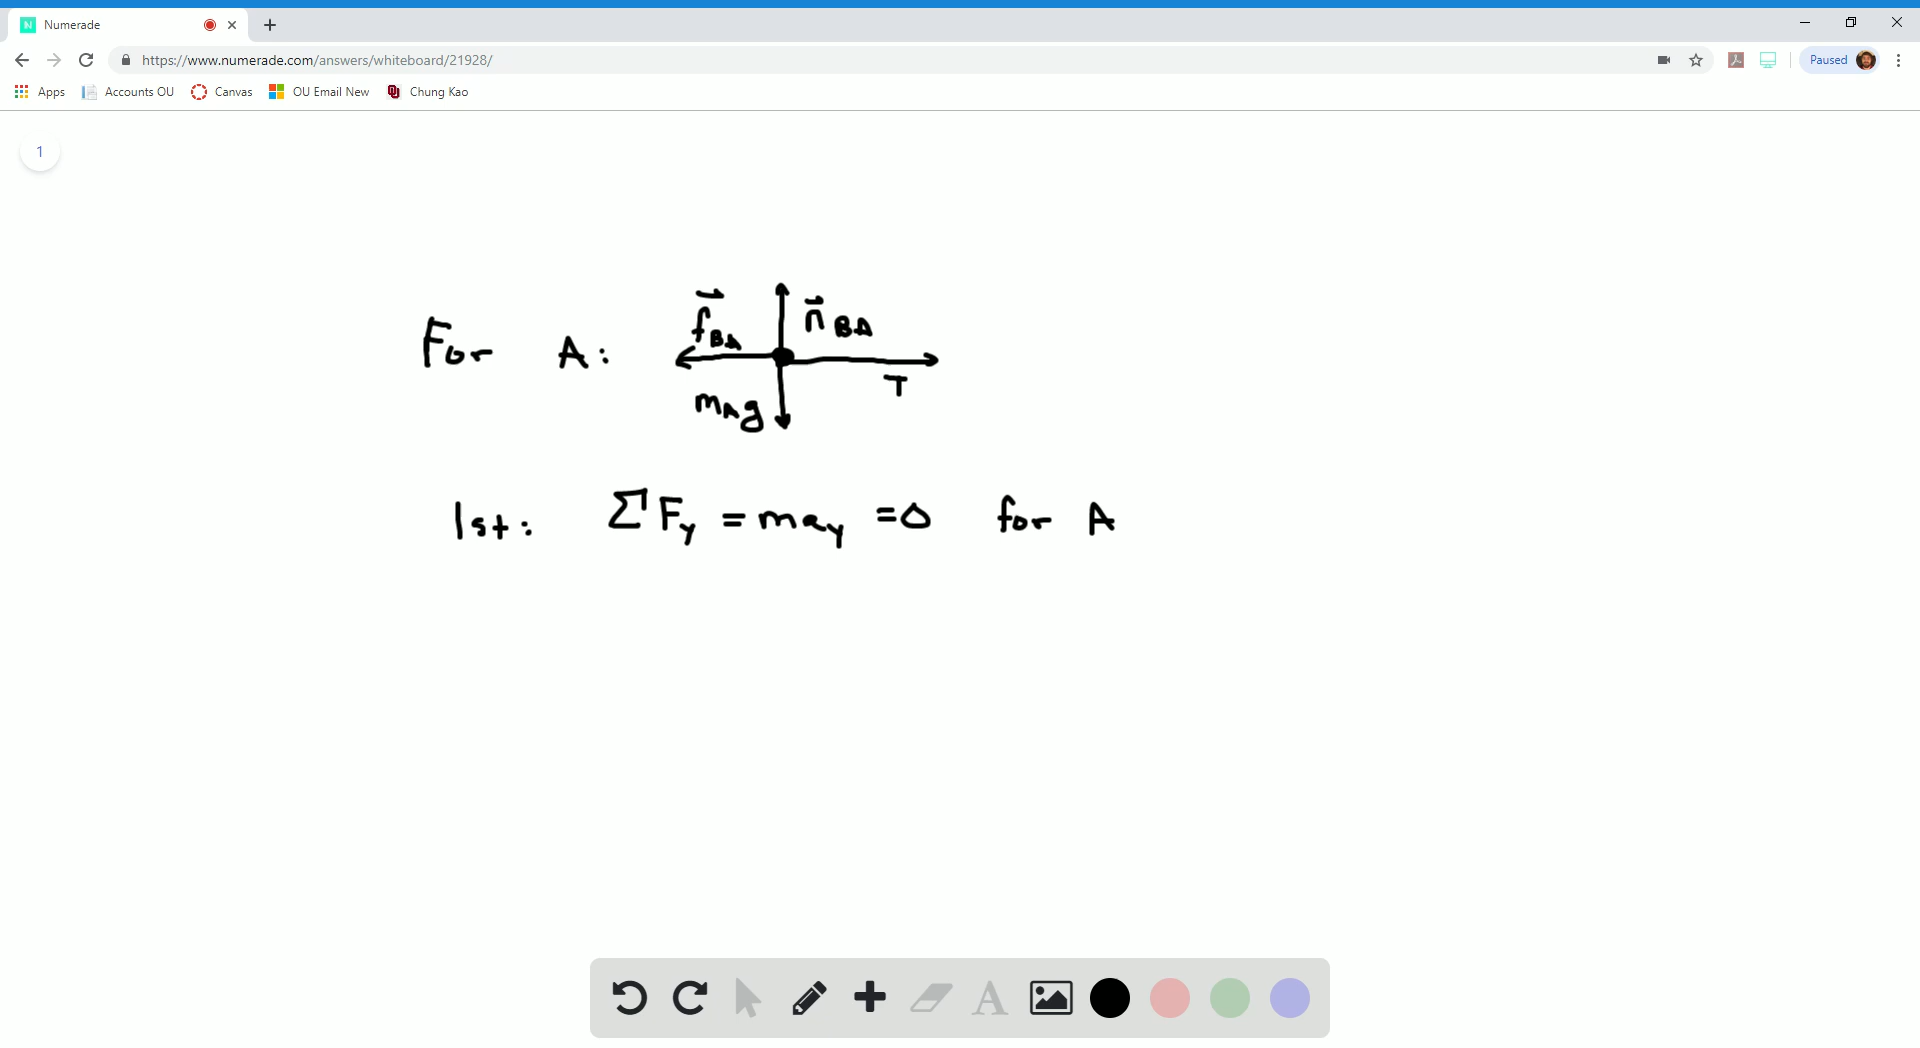 Numerade
https://www.numerade.com/answers/whiteboard/21928/
Paused
Apps Accounts OU Canvas OU Email New Chung Kao
1
For A: f⃗BA n⃗BA
T
mAg
1st: ΣFy = may = 0 for A
A